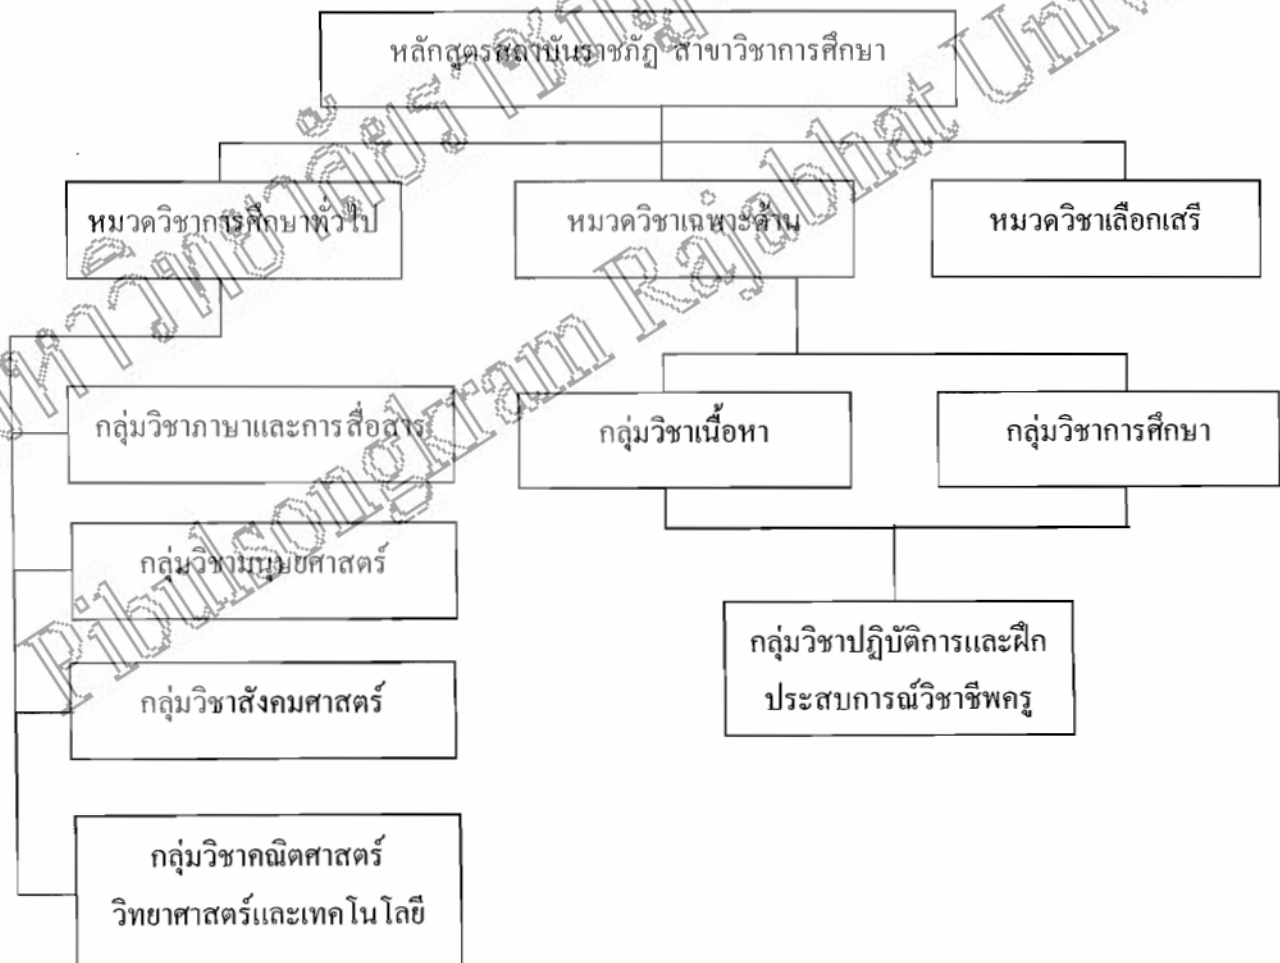 หลักสูตรสถาบันราชภัฏ สาขาวิชาการศึกษา
หมวดวิชาการศึกษาทั่วไป
หมวดวิชาเฉพาะด้าน
หมวดวิชาเลือกเสรี
กลุ่มวิชาภาษาและการสื่อสาร
กลุ่มวิชาเนื้อหา
กลุ่มวิชาการศึกษา
กลุ่มวิชามนุษยศาสตร์
กลุ่มวิชาสังคมศาสตร์
กลุ่มวิชาปฏิบัติการและฝึก
ประสบการณ์วิชาชีพครู
กลุ่มวิชาคณิตศาสตร์
วิทยาศาสตร์และเทคโนโลยี
Pibulsongkram Rajabhat